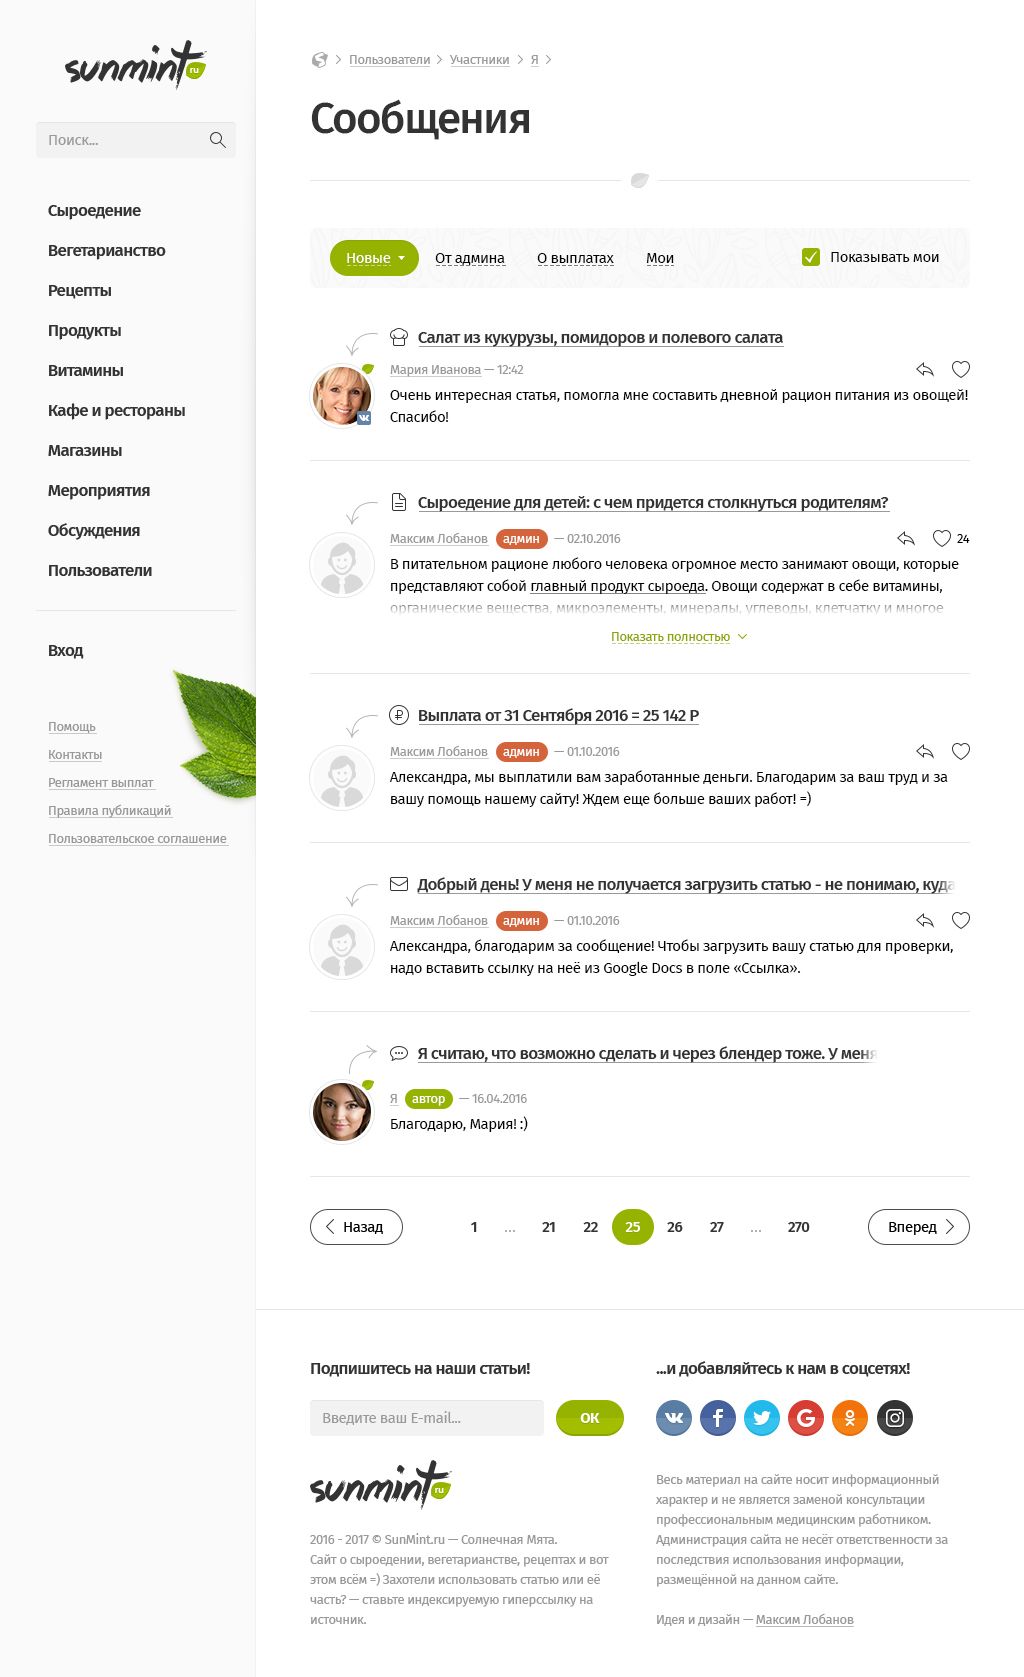 sunmint ru
Поиск...
Сыроедение
Вегетарианство
Рецепты
Продукты
Витамины
Кафе и рестораны
Магазины
Мероприятия
Обсуждения
Пользователи
Вход
Помощь
Контакты
Регламент выплат
Правила публикаций
Пользовательское соглашение
Пользователи Участники Я
Сообщения
Новые От админа О выплатах Мои Показывать мои
Салат из кукурузы, помидоров и полевого салата
Мария Иванова — 12:42
Очень интересная статья, помогла мне составить дневной рацион питания из овощей!
Спасибо!
Сыроедение для детей: с чем придется столкнуться родителям?
Максим Лобанов админ — 02.10.2016 24
В питательном рационе любого человека огромное место занимают овощи, которые
представляют собой главный продукт сыроеда. Овощи содержат в себе витамины,
органические вещества, микроэлементы, минералы, углеводы, клетчатку и многое
Показать полностью
Выплата от 31 Сентября 2016 = 25 142 Р
Максим Лобанов админ — 01.10.2016
Александра, мы выплатили вам заработанные деньги. Благодарим за ваш труд и за
вашу помощь нашему сайту! Ждем еще больше ваших работ! =)
Добрый день! У меня не получается загрузить статью - не понимаю, куда
Максим Лобанов админ — 01.10.2016
Александра, благодарим за сообщение! Чтобы загрузить вашу статью для проверки,
надо вставить ссылку на неё из Google Docs в поле «Ссылка».
Я считаю, что возможно сделать и через блендер тоже. У меня
Я автор — 16.04.2016
Благодарю, Мария! :)
Назад 1 ... 21 22 25 26 27 ... 270 Вперед
Подпишитесь на наши статьи!
Введите ваш E-mail... ОК
sunmint ru
2016 - 2017 © SunMint.ru — Солнечная Мята.
Сайт о сыроедении, вегетарианстве, рецептах и вот
этом всём =) Захотели использовать статью или её
часть? — ставьте индексируемую гиперссылку на
источник.
...и добавляйтесь к нам в соцсетях!
Весь материал на сайте носит информационный
характер и не является заменой консультации
профессиональным медицинским работником.
Администрация сайта не несёт ответственности за
последствия использования информации,
размещённой на данном сайте.
Идея и дизайн — Максим Лобанов